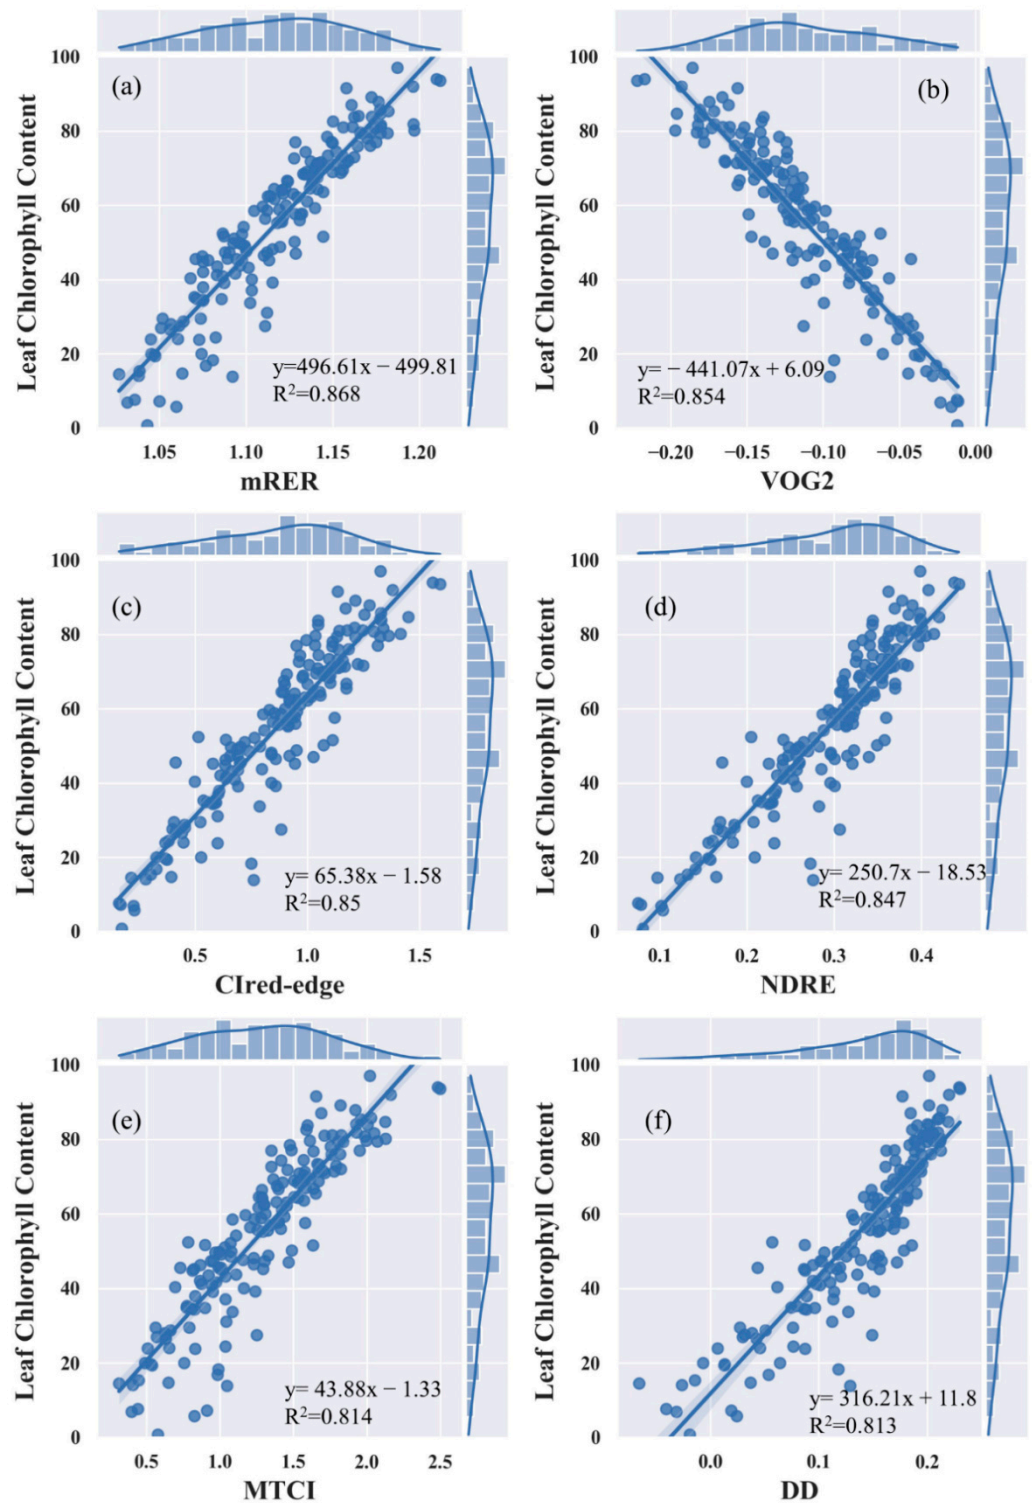 (a)
Leaf Chlorophyll Content
100
80
60
40
20
0
y=496.61x − 499.81
R²=0.868
1.05 1.10 1.15 1.20
mRER
(b)
Leaf Chlorophyll Content
100
80
60
40
20
0
y= − 441.07x + 6.09
R²=0.854
−0.20 −0.15 −0.10 −0.05 0.00
VOG2
(c)
Leaf Chlorophyll Content
100
80
60
40
20
0
y= 65.38x − 1.58
R²=0.85
0.5 1.0 1.5
CIred-edge
(d)
Leaf Chlorophyll Content
100
80
60
40
20
0
y= 250.7x − 18.53
R²=0.847
0.1 0.2 0.3 0.4
NDRE
(e)
Leaf Chlorophyll Content
100
80
60
40
20
0
y= 43.88x − 1.33
R²=0.814
0.5 1.0 1.5 2.0 2.5
MTCI
(f)
Leaf Chlorophyll Content
100
80
60
40
20
0
y= 316.21x + 11.8
R²=0.813
0.0 0.1 0.2
DD